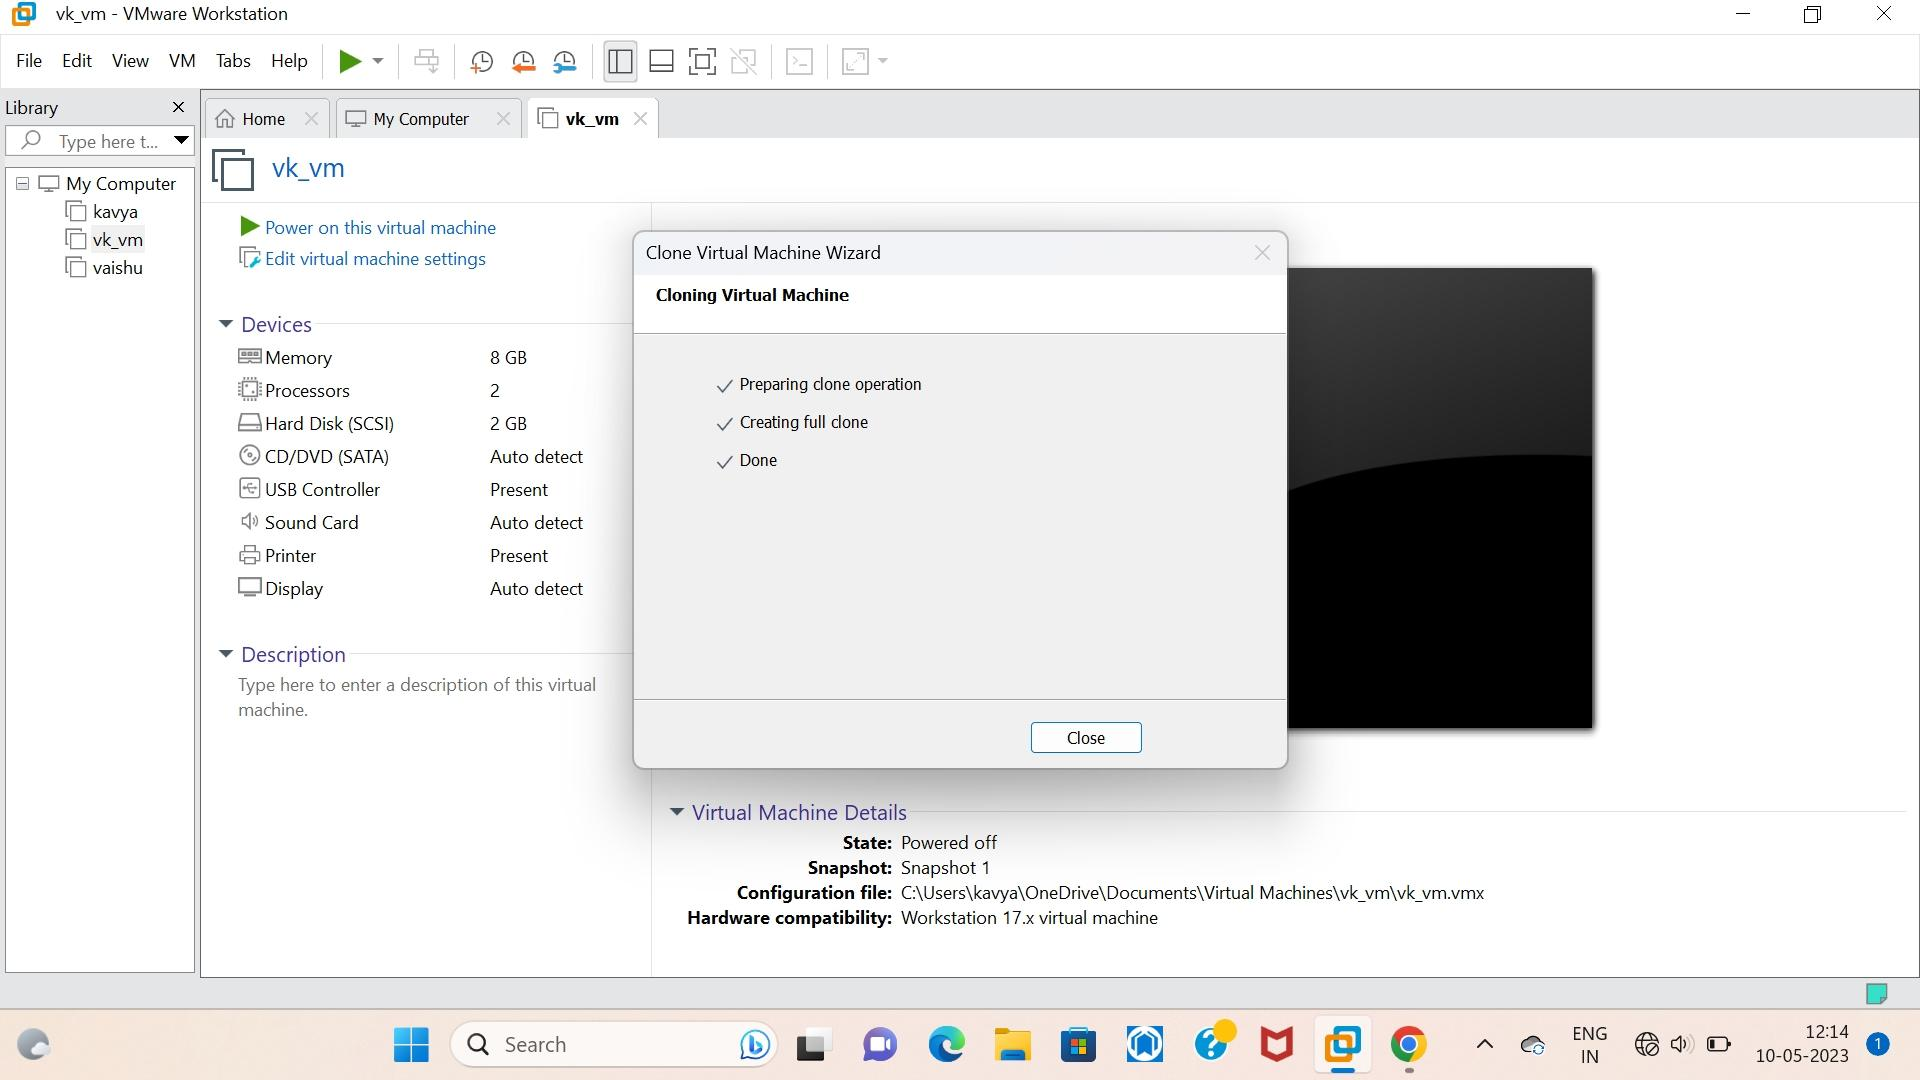 vk_vm - VMware Workstation
File Edit View VM Tabs Help
Library
Type here t...
My Computer
kavya
vk_vm
vaishu
Home
My Computer
vk_vm
vk_vm
Power on this virtual machine
Edit virtual machine settings
Devices
Memory 8 GB
Processors 2
Hard Disk (SCSI) 2 GB
CD/DVD (SATA) Auto detect
USB Controller Present
Sound Card Auto detect
Printer Present
Display Auto detect
Description
Type here to enter a description of this virtual
machine.
Clone Virtual Machine Wizard
Cloning Virtual Machine
Preparing clone operation
Creating full clone
Done
Close
Virtual Machine Details
State: Powered off
Snapshot: Snapshot 1
Configuration file: C:\Users\kavya\OneDrive\Documents\Virtual Machines\vk_vm\vk_vm.vmx
Hardware compatibility: Workstation 17.x virtual machine
Search
ENG
IN
12:14
10-05-2023
1